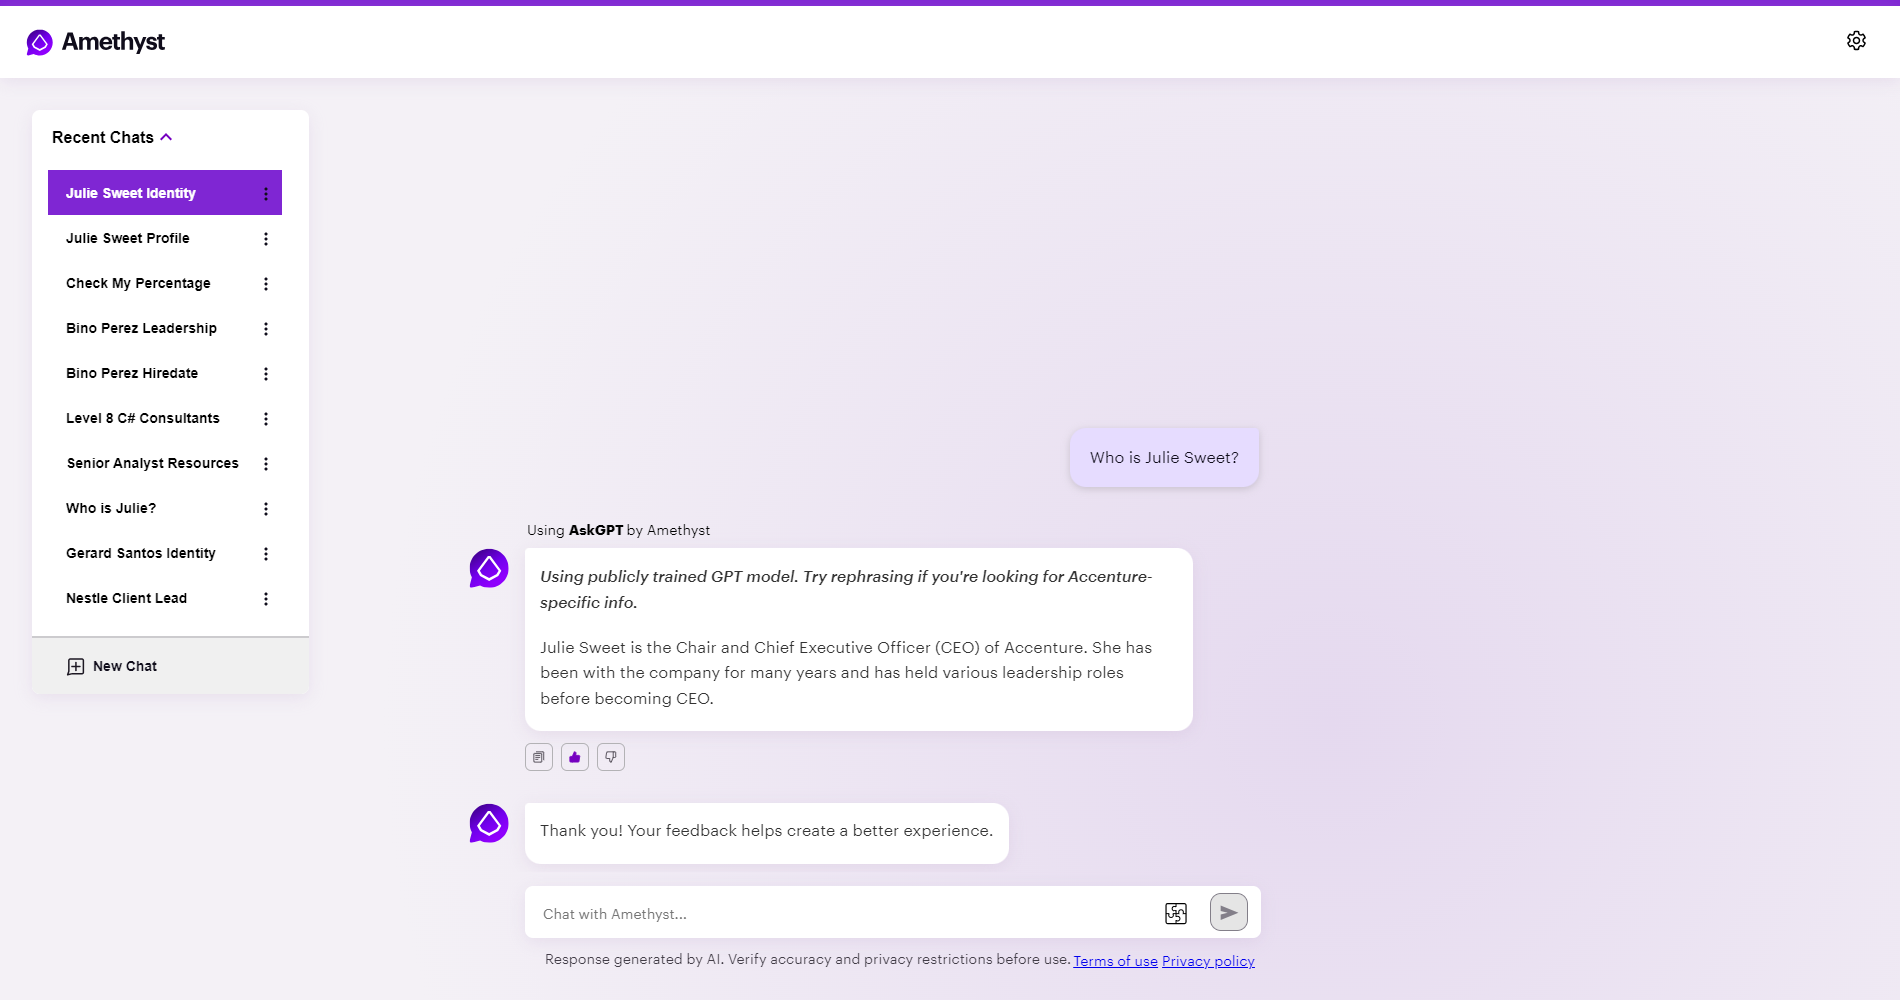 Amethyst
Recent Chats
Julie Sweet Identity
Julie Sweet Profile
Check My Percentage
Bino Perez Leadership
Bino Perez Hiredate
Level 8 C# Consultants
Senior Analyst Resources
Who is Julie?
Gerard Santos Identity
Nestle Client Lead
New Chat
Who is Julie Sweet?
Using AskGPT by Amethyst
Using publicly trained GPT model. Try rephrasing if you're looking for Accenture-
specific info.
Julie Sweet is the Chair and Chief Executive Officer (CEO) of Accenture. She has
been with the company for many years and has held various leadership roles
before becoming CEO.
Thank you! Your feedback helps create a better experience.
Chat with Amethyst...
Response generated by AI. Verify accuracy and privacy restrictions before use. Terms of use Privacy policy